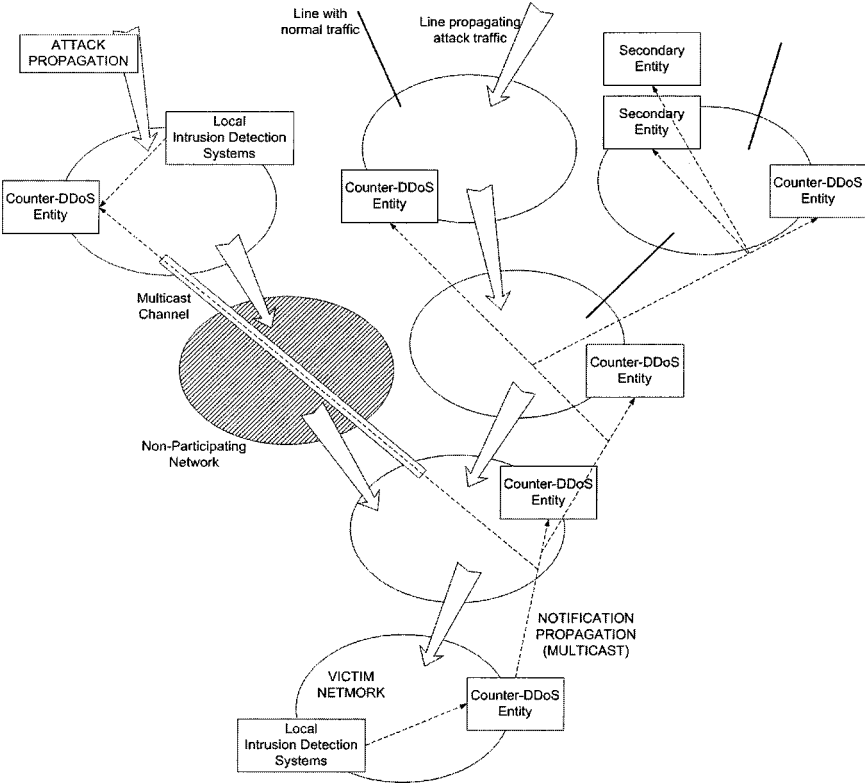 Line with
normal traffic
Line propagating
attack traffic
ATTACK
PROPAGATION
Secondary
Entity
Secondary
Entity
Local
Intrusion Detection
Systems
Counter-DDoS
Entity
Counter-DDoS
Entity
Counter-DDoS
Entity
Multicast
Channel
Counter-DDoS
Entity
Non-Participating
Network
Counter-DDoS
Entity
NOTIFICATION
PROPAGATION
(MULTICAST)
VICTIM
NETWORK
Counter-DDoS
Entity
Local
Intrusion Detection
Systems